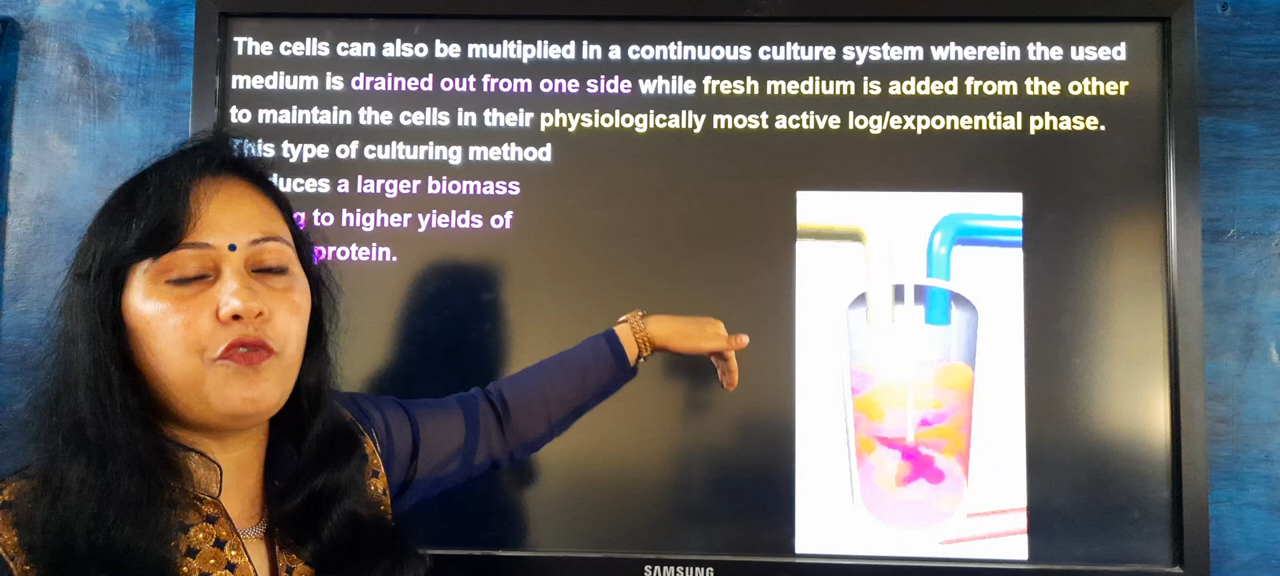 The cells can also be multiplied in a continuous culture system wherein the used
medium is drained out from one side while fresh medium is added from the other
to maintain the cells in their physiologically most active log/exponential phase.
This type of culturing method
a larger biomass
to higher yields of
protein.
SAMSUNG